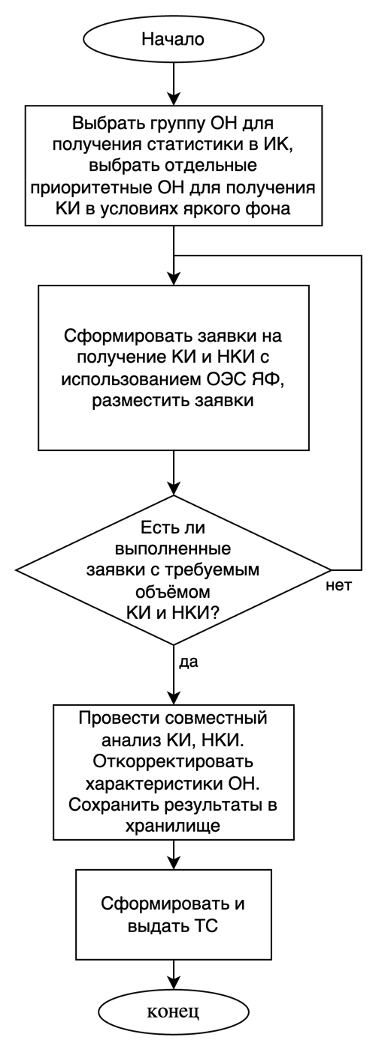 Начало
Выбрать группу ОН для
получения статистики в ИК,
выбрать отдельные
приоритетные ОН для получения
КИ в условиях яркого фона
Сформировать заявки на
получение КИ и НКИ с
использованием ОЭС ЯФ,
разместить заявки
Есть ли
выполненные
заявки с требуемым
объёмом
КИ и НКИ?
нет
да
Провести совместный
анализ КИ, НКИ.
Откорректировать
характеристики ОН.
Сохранить результаты в
хранилище
Сформировать и
выдать ТС
конец